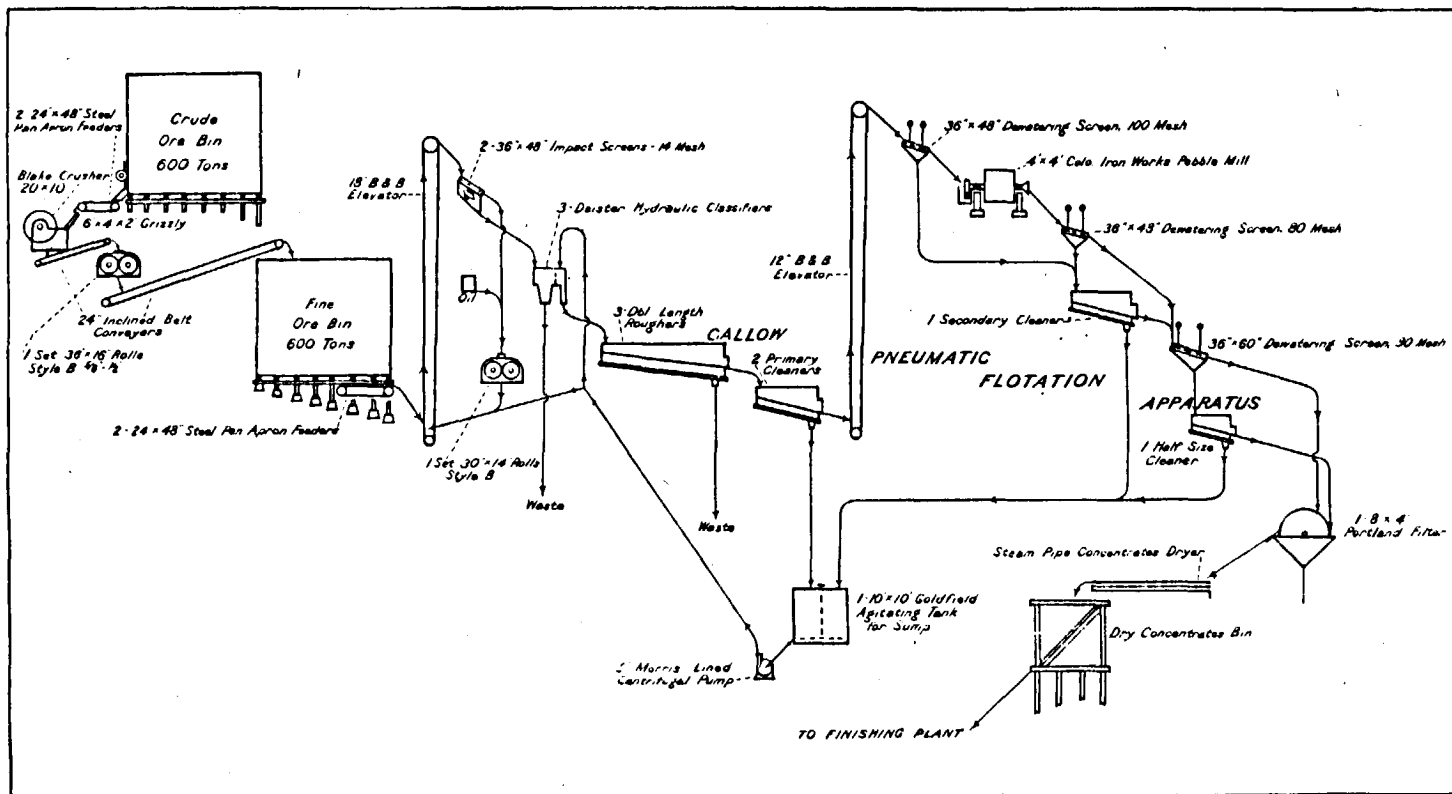 Crude
Ore Bin
600 Tons
2-24"×48" Steel
Pan Apron Feeders
Blake Crusher
20×10
6×4×2 Grizzly
24" Inclined Belt
Conveyers
1 Set 36"×16" Rolls
Style B
Fine
Ore Bin
600 Tons
2-24×48" Steel Pan Apron Feeders
18" B & B
Elevator
2-36"×48" Impact Screens-14 Mesh
3-Deister Hydraulic Classifiers
Oil
1 Set 30"×14" Rolls
Style B
Waste
3-Dbl Length
Roughers
Waste
CALLOW
PNEUMATIC
FLOTATION
APPARATUS
2 Primary
Cleaners
12" B & B
Elevator
36"×48" Dewatering Screen, 100 Mesh
4'×4' Colo. Iron Works Pebble Mill
36"×48" Dewatering Screen, 80 Mesh
1 Secondary Cleaners
36"×60" Dewatering Screen, 90 Mesh
1 Half Size
Cleaner
1-8×4'
Portland Filter
Steam Pipe Concentrates Dryer
Dry Concentrates Bin
1-10'×10' Goldfield
Agitating Tank
for Sump
Morris Lined
Centrifugal Pump
TO FINISHING PLANT